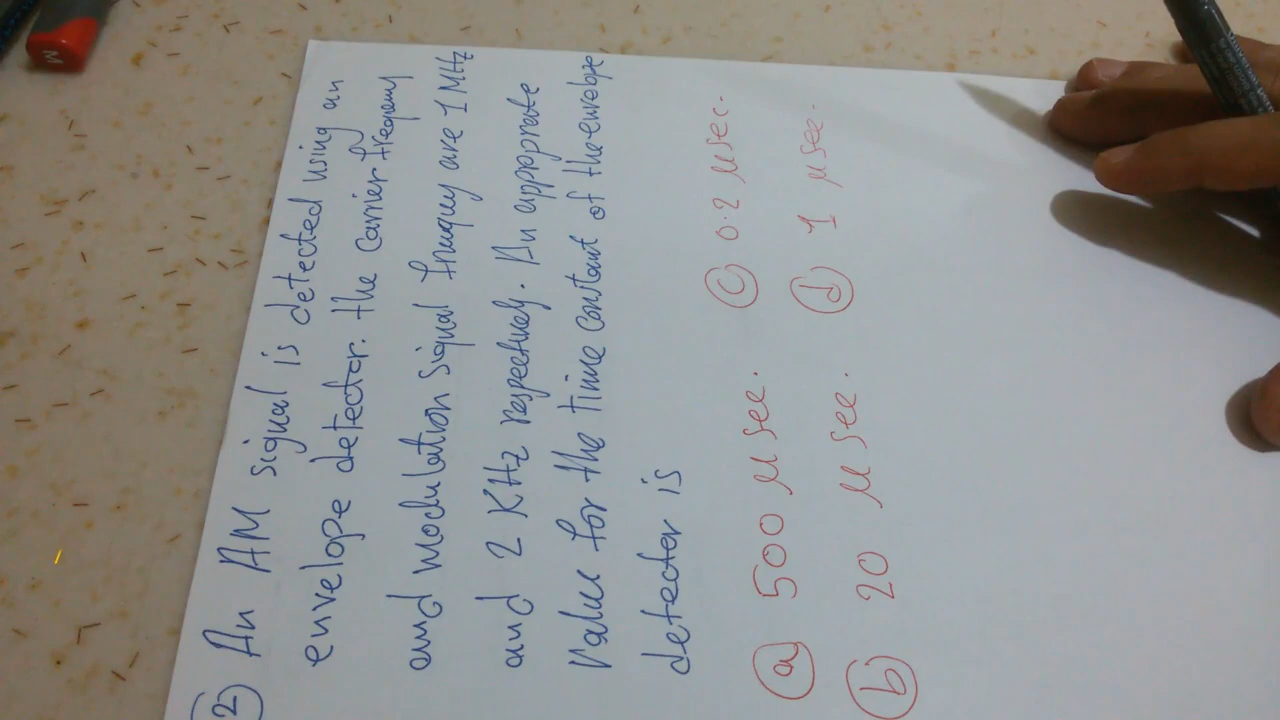 2) An AM signal is detected using an
envelope detector. the carrier frequency
and modulation signal frequey are 1 MHz
and 2 KHz respectively. An appropriate
value for the time constant of the envelope
detector is
a) 500 μ sec.
b) 20 μ sec.
c) 0.2 μ sec.
d) 1 μ sec.
M